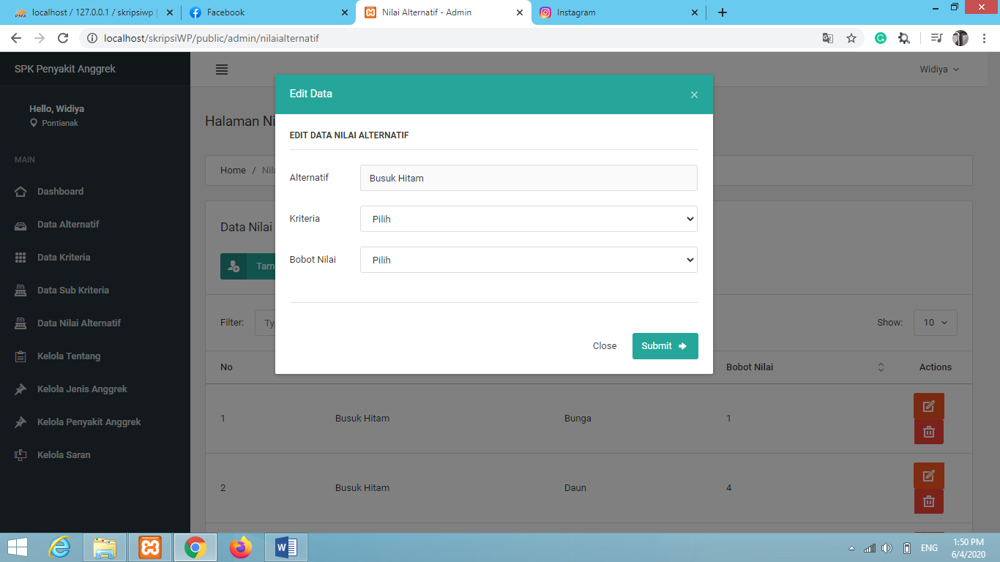 localhost / 127.0.0.1 / skripsiwp |
Facebook
Nilai Alternatif - Admin
Instagram
localhost/skripsiWP/public/admin/nilaialternatif
SPK Penyakit Anggrek
Widiya
Hello, Widiya
Pontianak
MAIN
Dashboard
Data Alternatif
Data Kriteria
Data Sub Kriteria
Data Nilai Alternatif
Kelola Tentang
Kelola Jenis Anggrek
Kelola Penyakit Anggrek
Kelola Saran
Halaman Ni
Home / Nila
Data Nilai
Tam
Filter: Ty
Show: 10
Edit Data ×
EDIT DATA NILAI ALTERNATIF
Alternatif Busuk Hitam
Kriteria Pilih
Bobot Nilai Pilih
Close Submit
No Bobot Nilai Actions
1 Busuk Hitam Bunga 1
2 Busuk Hitam Daun 4
ENG
1:50 PM
6/4/2020